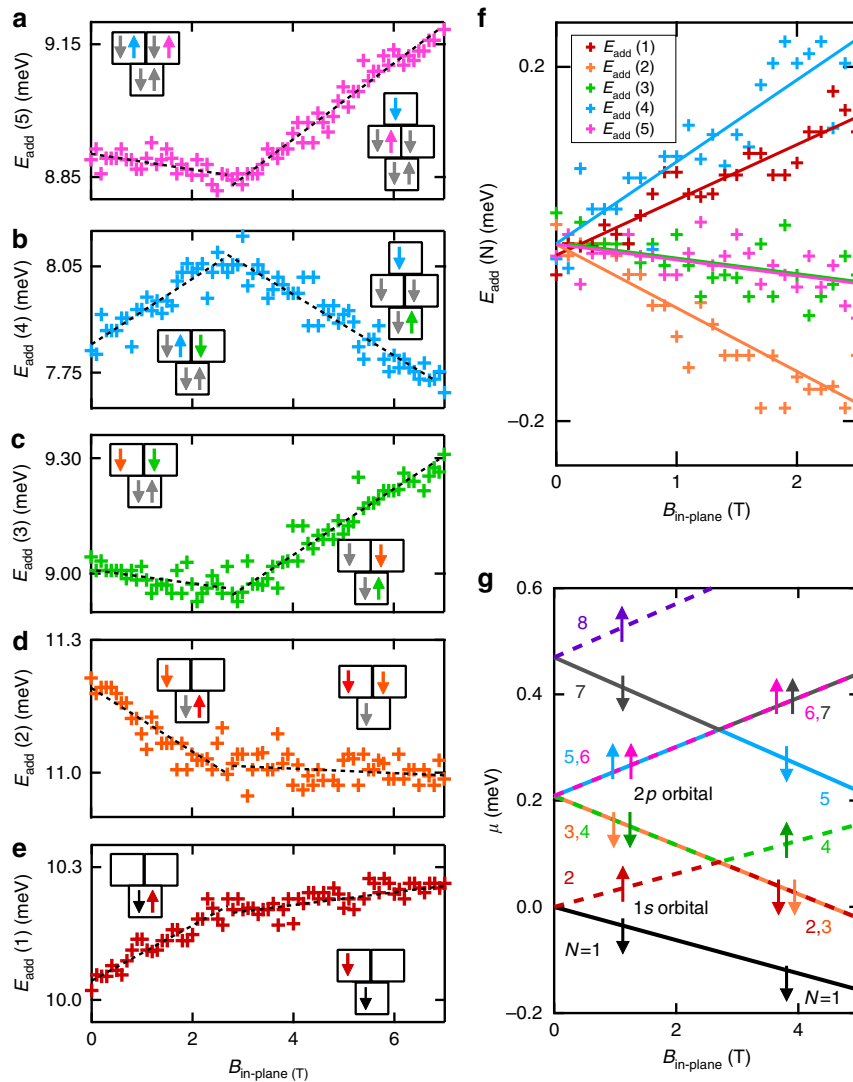 a
9.15
8.85
E_add (5) (meV)
b
8.05
7.75
E_add (4) (meV)
c
9.30
9.00
E_add (3) (meV)
d
11.3
11.0
E_add (2) (meV)
e
10.3
10.0
E_add (1) (meV)
0 2 4 6
B_in-plane (T)
f
E_add (1)
E_add (2)
E_add (3)
E_add (4)
E_add (5)
0.2
−0.2
E_add (N) (meV)
0 1 2
B_in-plane (T)
g
0.6
0.4
0.2
0.0
−0.2
μ (meV)
8
7
6,7
5,6
2p orbital
5
3,4
4
2
1s orbital
2,3
N=1
N=1
0 2 4
B_in-plane (T)